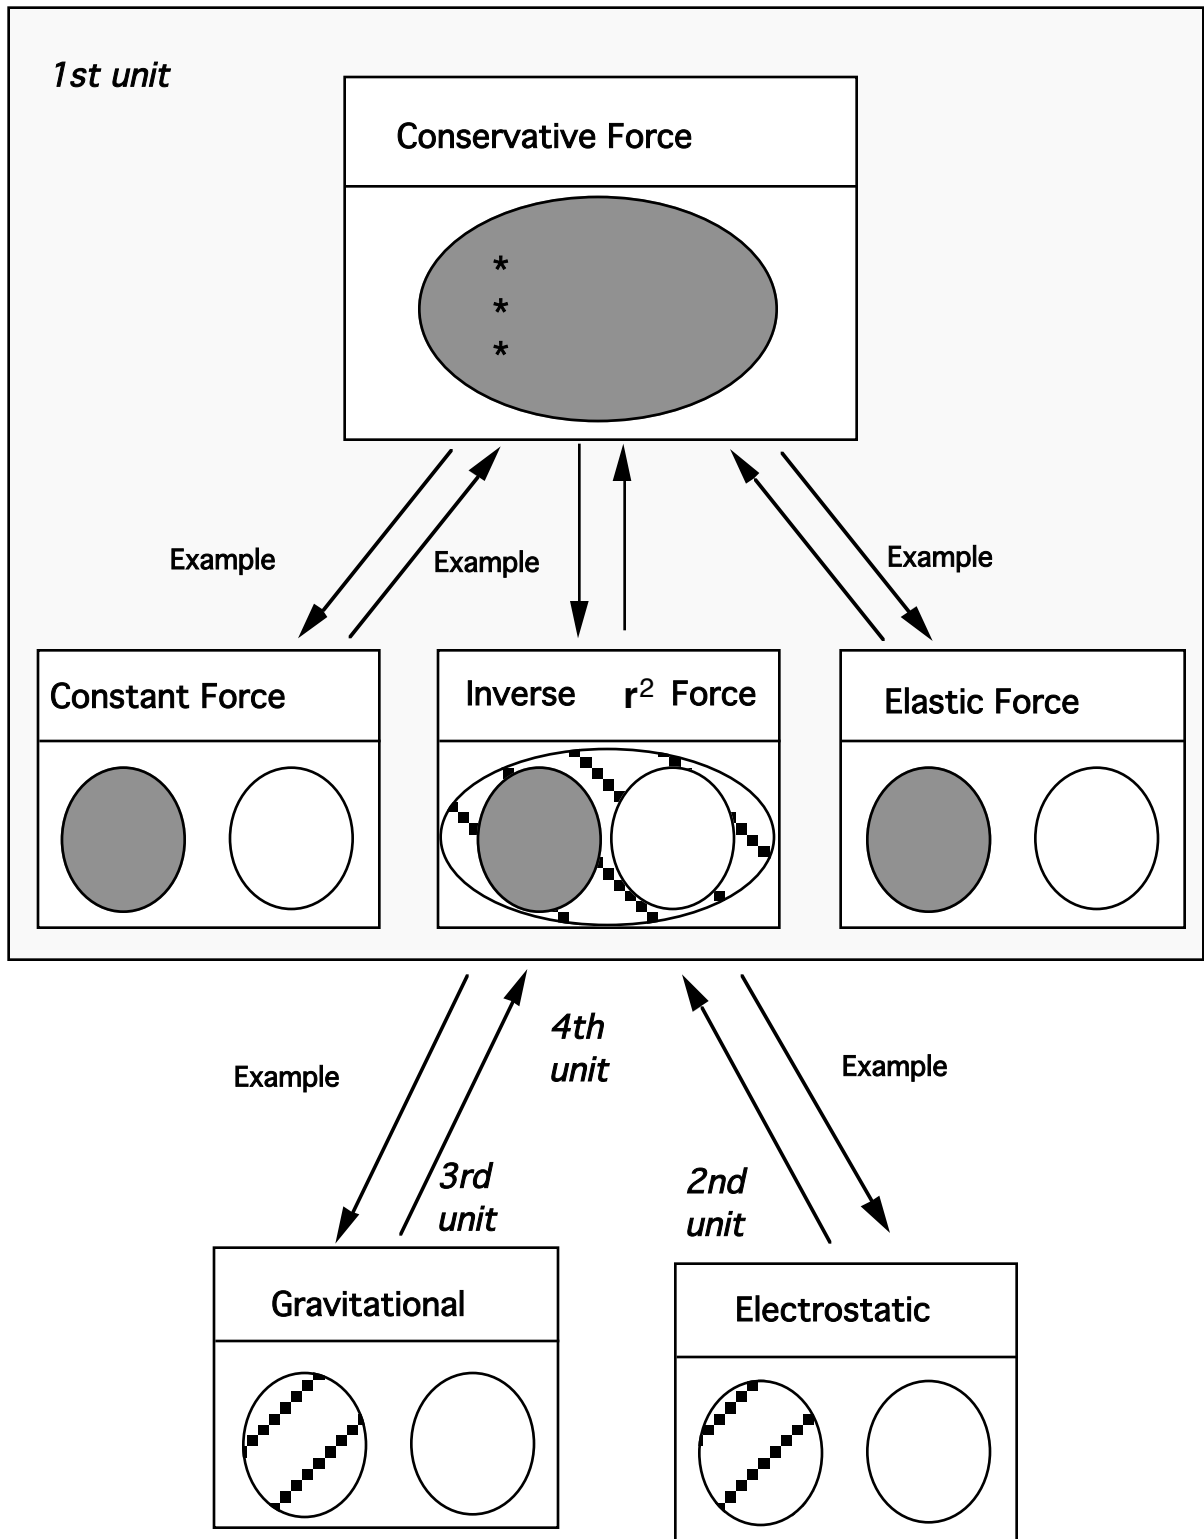 1st unit
Conservative Force
*
*
*
Example
Example
Example
Constant Force
Inverse r² Force
Elastic Force
4th
unit
Example
Example
3rd
unit
2nd
unit
Gravitational
Electrostatic